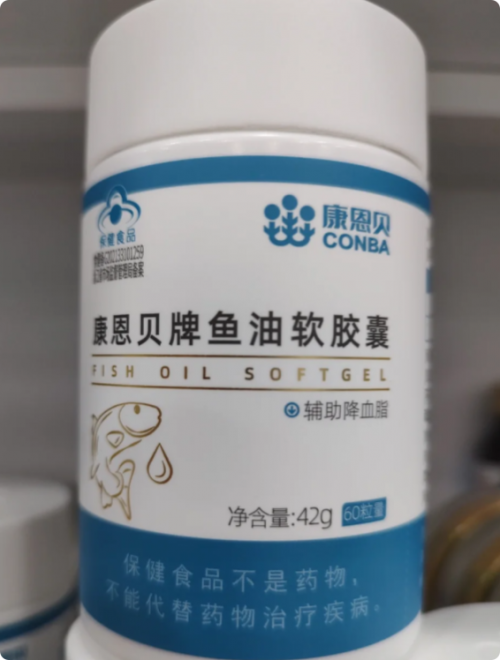 康恩贝
CONBA
保健食品
康恩贝牌鱼油软胶囊
FISH OIL SOFTGEL
辅助降血脂
净含量:42g 60粒量
保健食品不是药物,
不能代替药物治疗疾病。